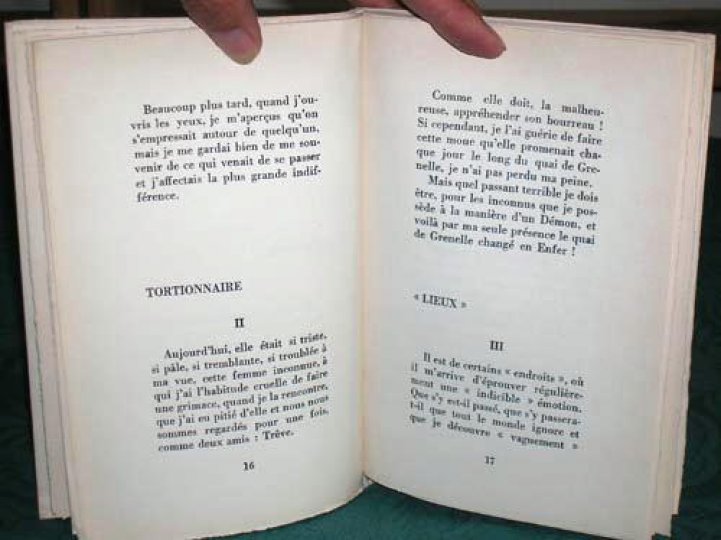 Beaucoup plus tard, quand j'ou-
vris les yeux, je m'aperçus qu'on
s'empressait autour de quelqu'un,
mais je me gardai bien de me sou-
venir de ce qui venait de se passer
et j'affectais la plus grande indif-
férence.
TORTIONNAIRE
II
Aujourd'hui, elle était si triste,
si pâle, si tremblante, si troublée à
ma vue, cette femme inconnue, à
qui j'ai l'habitude cruelle de faire
une grimace, quand je la rencontre,
que j'ai eu pitié d'elle et nous nous
sommes regardés pour une fois,
comme deux amis : Trêve.
16
Comme elle doit, la malheu-
reuse, appréhender son bourreau !
Si cependant, je l'ai guérie de faire
cette moue qu'elle promenait cha-
que jour le long du quai de Gre-
nelle, je n'ai pas perdu ma peine.
Mais quel passant terrible je dois
être, pour les inconnus que je pos-
sède à la manière d'un Démon, et
voilà par ma seule présence le quai
de Grenelle changé en Enfer !
« LIEUX »
III
Il est de certains « endroits », où
il m'arrive d'éprouver régulière-
ment une « indicible » émotion.
Que s'y est-il passé, que s'y passera-
t-il que tout le monde ignore et
que je découvre « vaguement »
17